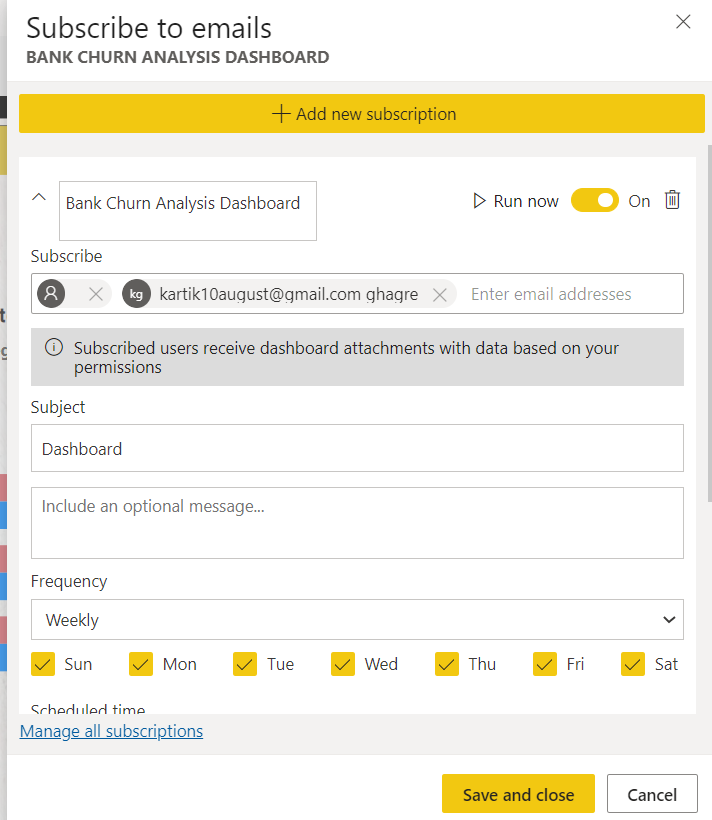 Subscribe to emails
BANK CHURN ANALYSIS DASHBOARD
Add new subscription
Bank Churn Analysis Dashboard
Run now
On
Subscribe
kg
kartik10august@gmail.com ghagre
Enter email addresses
Subscribed users receive dashboard attachments with data based on your
permissions
Subject
Dashboard
Include an optional message...
Frequency
Weekly
Sun Mon Tue Wed Thu Fri Sat
Scheduled time
Manage all subscriptions
Save and close
Cancel